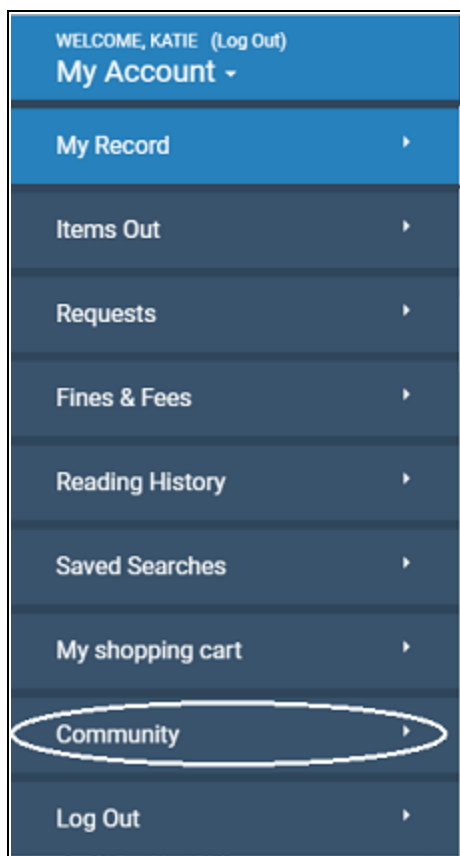 WELCOME, KATIE (Log Out)
My Account
My Record
Items Out
Requests
Fines & Fees
Reading History
Saved Searches
My shopping cart
Community
Log Out